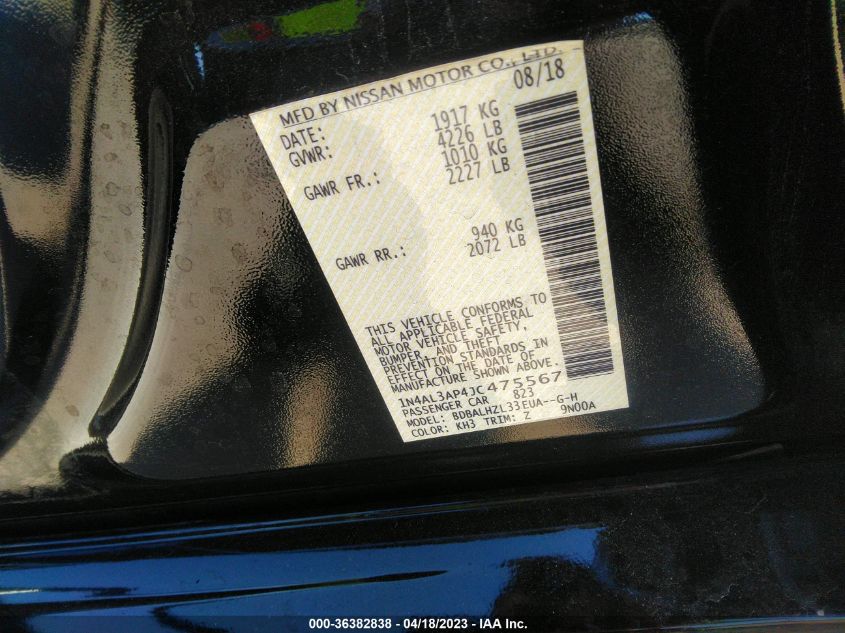 MFD BY NISSAN MOTOR CO., LTD.
DATE: 08/18
GVWR: 1917 KG
4226 LB
GAWR FR.: 1010 KG
2227 LB
GAWR RR.: 940 KG
2072 LB
THIS VEHICLE CONFORMS TO
ALL APPLICABLE FEDERAL
MOTOR VEHICLE SAFETY,
BUMPER, AND THEFT
PREVENTION STANDARDS IN
EFFECT ON THE DATE OF
MANUFACTURE SHOWN ABOVE.
1N4AL3AP4JC475567
PASSENGER CAR 823
MODEL: BDBALHZL33EUA--G-H
COLOR: KH3 TRIM: Z 9N00A
000-36382838 - 04/18/2023 - IAA Inc.